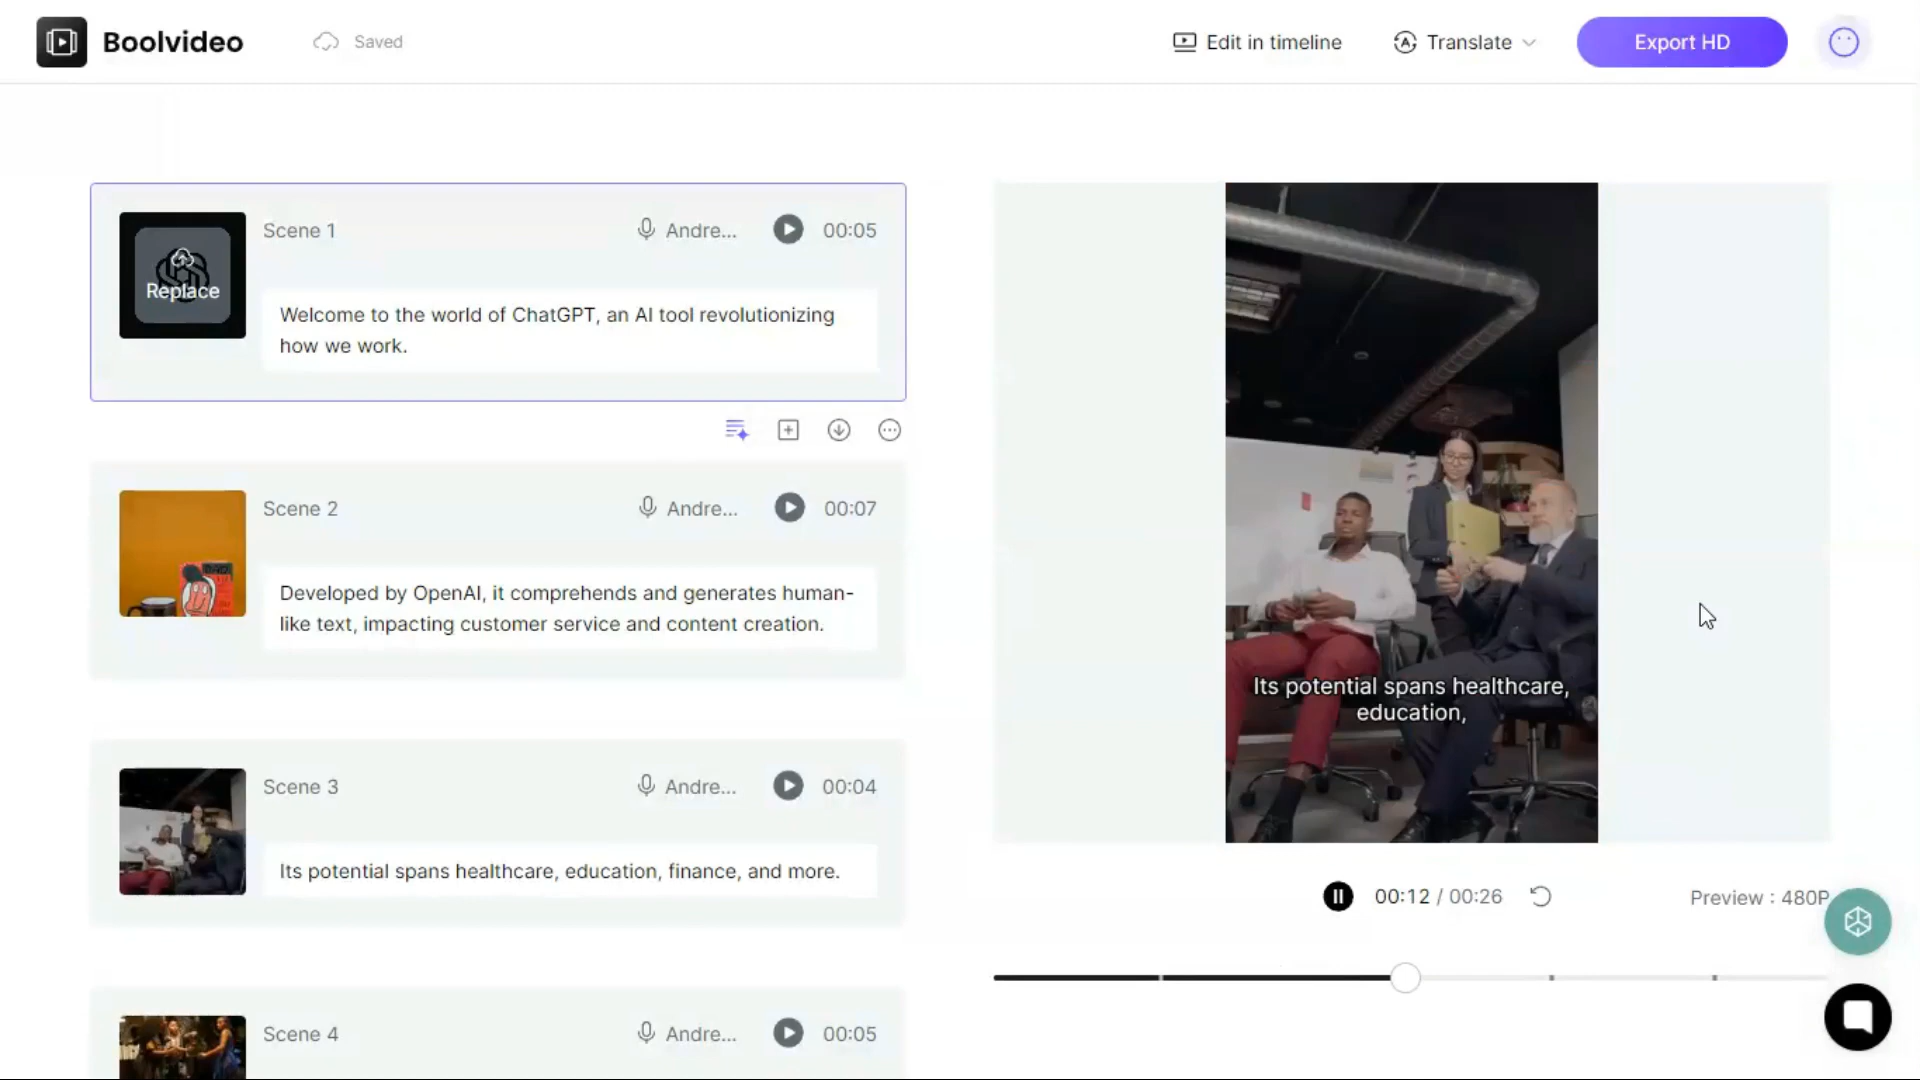 Boolvideo
Saved
Edit in timeline
Translate
Export HD
Scene 1
Andre...
00:05
Replace
Welcome to the world of ChatGPT, an AI tool revolutionizing
how we work.
Scene 2
Andre...
00:07
Developed by OpenAI, it comprehends and generates human-
like text, impacting customer service and content creation.
Scene 3
Andre...
00:04
Its potential spans healthcare, education, finance, and more.
Scene 4
Andre...
00:05
Its potential spans healthcare,
education,
00:12 / 00:26
Preview : 480P